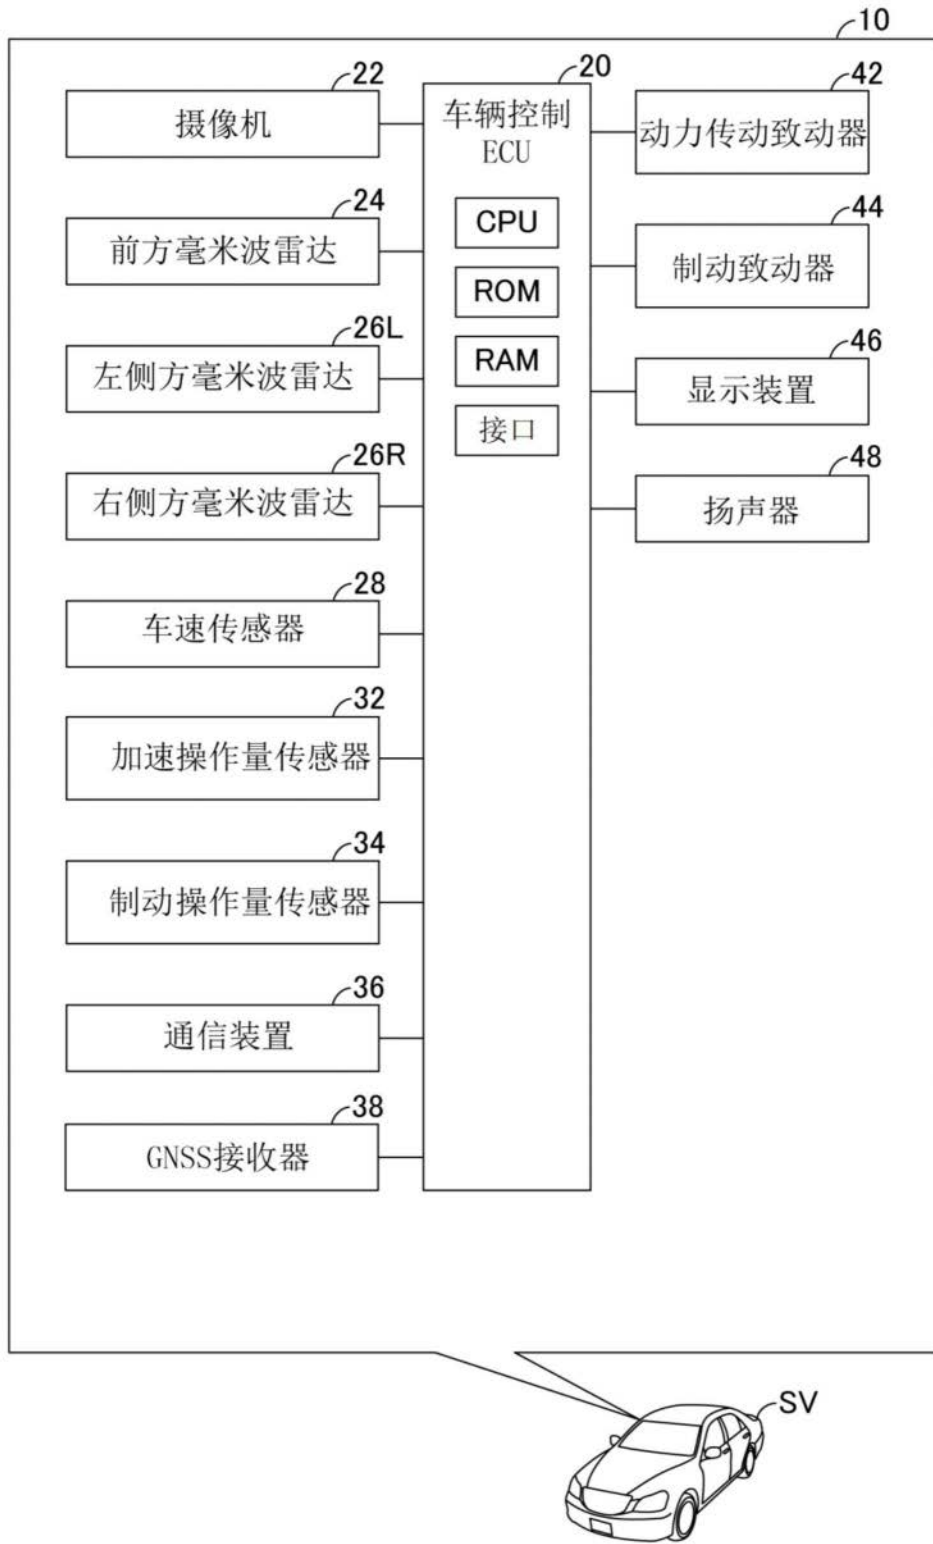 10
22
摄像机
24
前方毫米波雷达
26L
左侧方毫米波雷达
26R
右侧方毫米波雷达
28
车速传感器
32
加速操作量传感器
34
制动操作量传感器
36
通信装置
38
GNSS接收器
20
车辆控制
ECU
CPU
ROM
RAM
接口
42
动力传动致动器
44
制动致动器
46
显示装置
48
扬声器
SV